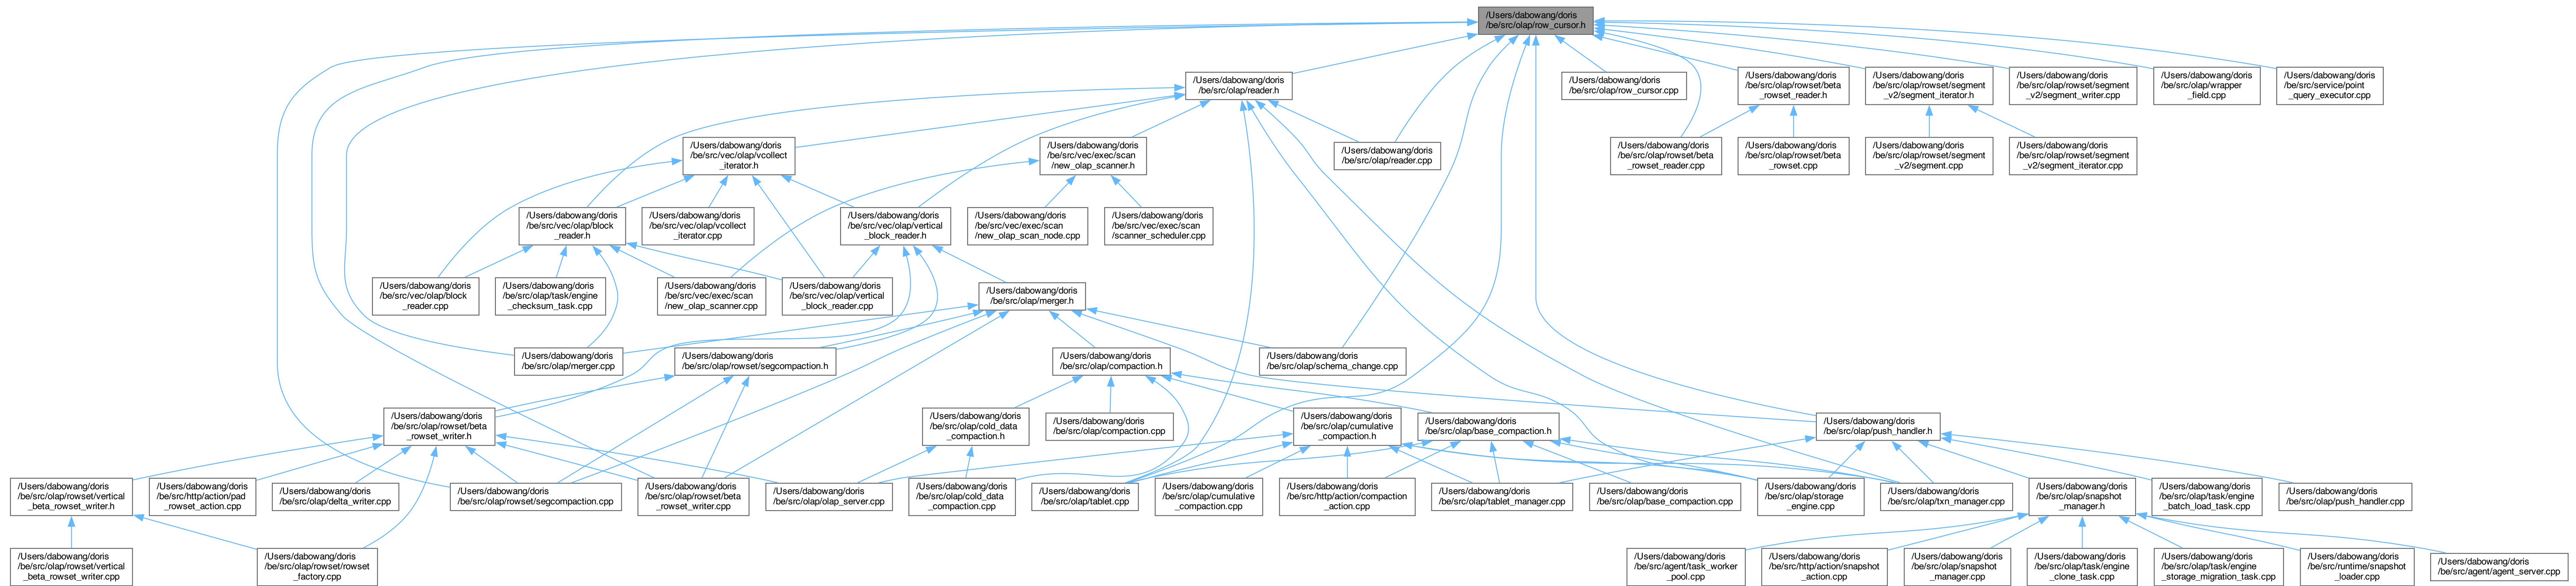 /Users/dabowang/doris
/be/src/olap/row_cursor.h
/Users/dabowang/doris
/be/src/olap/reader.h
/Users/dabowang/doris
/be/src/olap/row_cursor.cpp
/Users/dabowang/doris
/be/src/olap/rowset/beta
_rowset_reader.h
/Users/dabowang/doris
/be/src/olap/rowset/segment
_v2/segment_iterator.h
/Users/dabowang/doris
/be/src/olap/rowset/segment
_v2/segment_writer.cpp
/Users/dabowang/doris
/be/src/olap/wrapper
_field.cpp
/Users/dabowang/doris
/be/src/service/point
_query_executor.cpp
/Users/dabowang/doris
/be/src/vec/olap/vcollect
_iterator.h
/Users/dabowang/doris
/be/src/vec/exec/scan
/new_olap_scanner.h
/Users/dabowang/doris
/be/src/olap/reader.cpp
/Users/dabowang/doris
/be/src/olap/rowset/beta
_rowset_reader.cpp
/Users/dabowang/doris
/be/src/olap/rowset/beta
_rowset.cpp
/Users/dabowang/doris
/be/src/olap/rowset/segment
_v2/segment.cpp
/Users/dabowang/doris
/be/src/olap/rowset/segment
_v2/segment_iterator.cpp
/Users/dabowang/doris
/be/src/vec/olap/block
_reader.h
/Users/dabowang/doris
/be/src/vec/olap/vcollect
_iterator.cpp
/Users/dabowang/doris
/be/src/vec/olap/vertical
_block_reader.h
/Users/dabowang/doris
/be/src/vec/exec/scan
/new_olap_scan_node.cpp
/Users/dabowang/doris
/be/src/vec/exec/scan
/scanner_scheduler.cpp
/Users/dabowang/doris
/be/src/vec/olap/block
_reader.cpp
/Users/dabowang/doris
/be/src/olap/task/engine
_checksum_task.cpp
/Users/dabowang/doris
/be/src/vec/exec/scan
/new_olap_scanner.cpp
/Users/dabowang/doris
/be/src/vec/olap/vertical
_block_reader.cpp
/Users/dabowang/doris
/be/src/olap/merger.h
/Users/dabowang/doris
/be/src/olap/merger.cpp
/Users/dabowang/doris
/be/src/olap/rowset/segcompaction.h
/Users/dabowang/doris
/be/src/olap/compaction.h
/Users/dabowang/doris
/be/src/olap/schema_change.cpp
/Users/dabowang/doris
/be/src/olap/rowset/beta
_rowset_writer.h
/Users/dabowang/doris
/be/src/olap/cold_data
_compaction.h
/Users/dabowang/doris
/be/src/olap/compaction.cpp
/Users/dabowang/doris
/be/src/olap/cumulative
_compaction.h
/Users/dabowang/doris
/be/src/olap/base_compaction.h
/Users/dabowang/doris
/be/src/olap/push_handler.h
/Users/dabowang/doris
/be/src/olap/rowset/vertical
_beta_rowset_writer.h
/Users/dabowang/doris
/be/src/http/action/pad
_rowset_action.cpp
/Users/dabowang/doris
/be/src/olap/delta_writer.cpp
/Users/dabowang/doris
/be/src/olap/rowset/segcompaction.cpp
/Users/dabowang/doris
/be/src/olap/rowset/beta
_rowset_writer.cpp
/Users/dabowang/doris
/be/src/olap/olap_server.cpp
/Users/dabowang/doris
/be/src/olap/cold_data
_compaction.cpp
/Users/dabowang/doris
/be/src/olap/tablet.cpp
/Users/dabowang/doris
/be/src/olap/cumulative
_compaction.cpp
/Users/dabowang/doris
/be/src/http/action/compaction
_action.cpp
/Users/dabowang/doris
/be/src/olap/tablet_manager.cpp
/Users/dabowang/doris
/be/src/olap/base_compaction.cpp
/Users/dabowang/doris
/be/src/olap/storage
_engine.cpp
/Users/dabowang/doris
/be/src/olap/txn_manager.cpp
/Users/dabowang/doris
/be/src/olap/snapshot
_manager.h
/Users/dabowang/doris
/be/src/olap/task/engine
_batch_load_task.cpp
/Users/dabowang/doris
/be/src/olap/push_handler.cpp
/Users/dabowang/doris
/be/src/olap/rowset/vertical
_beta_rowset_writer.cpp
/Users/dabowang/doris
/be/src/olap/rowset/rowset
_factory.cpp
/Users/dabowang/doris
/be/src/agent/task_worker
_pool.cpp
/Users/dabowang/doris
/be/src/http/action/snapshot
_action.cpp
/Users/dabowang/doris
/be/src/olap/snapshot
_manager.cpp
/Users/dabowang/doris
/be/src/olap/task/engine
_clone_task.cpp
/Users/dabowang/doris
/be/src/olap/task/engine
_storage_migration_task.cpp
/Users/dabowang/doris
/be/src/runtime/snapshot
_loader.cpp
/Users/dabowang/doris
/be/src/agent/agent_server.cpp